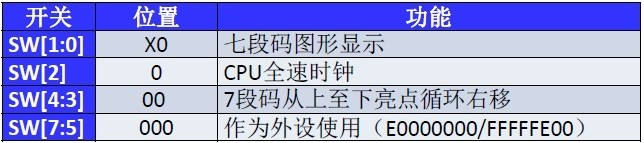 开关 位置 功能
SW[1:0] X0 七段码图形显示
SW[2] 0 CPU全速时钟
SW[4:3] 00 7段码从上至下亮点循环右移
SW[7:5] 000 作为外设使用（E0000000/FFFFFE00）